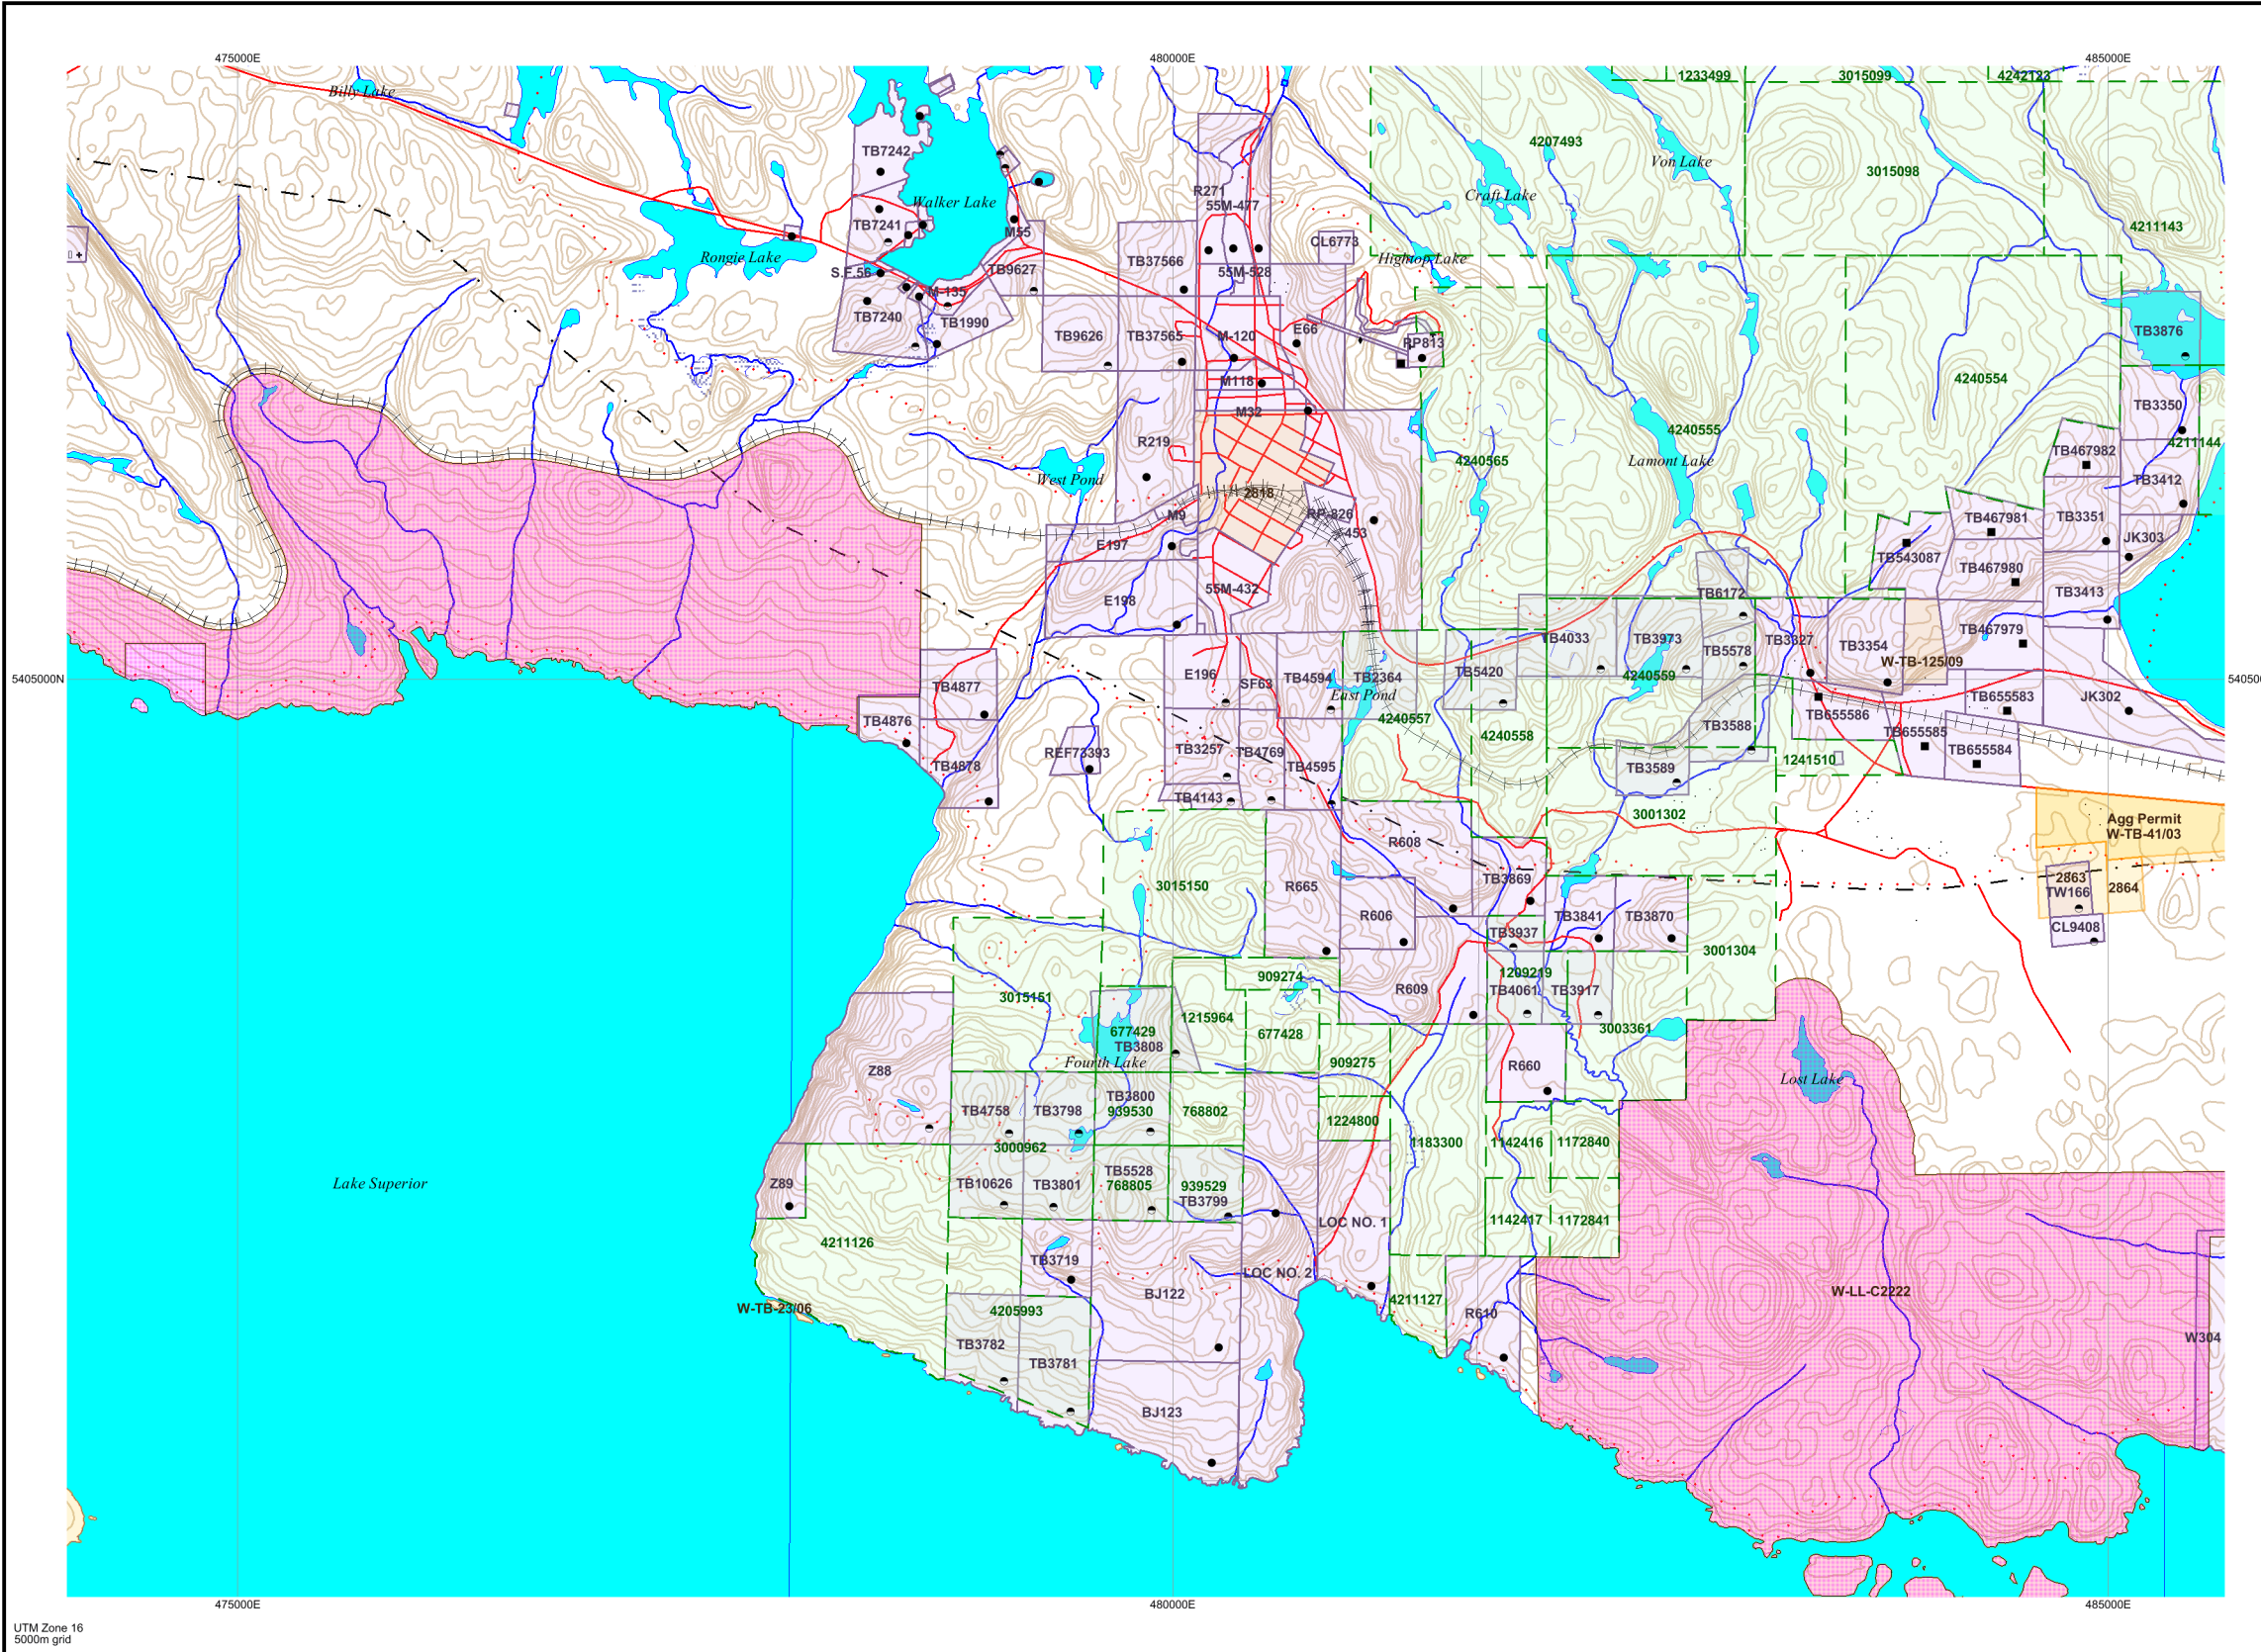 475000E
480000E
485000E
Billy Lake
1233499
3015099
4242123
TB7242
4207493
Von Lake
3015098
Craft Lake
R271
55M-477
Walker Lake
TB7241
M55
4211143
CL6773
Rongie Lake
TB37566
Hightop Lake
S.F.56
TB9627
55M-528
M-135
TB7240
TB1990
TB9626
TB37565
M-120
E66
RP813
TB3876
M118
4240554
M32
TB3350
R219
4240555
4211144
4240565
Lamont Lake
TB467982
West Pond
TB3412
2818
M9
RP-826
TB467981
TB3351
453
JK303
E197
TB543087
TB467980
55M-432
TB6172
TB3413
E198
TB4033
TB3973
TB3327
TB467979
TB5578
TB3354
W-TB-125/09
E196
SF63
TB4594
TB2364
TB5420
4240559
5405000N
TB4877
East Pond
TB655583
JK302
TB4876
4240557
TB655586
TB3588
4240558
TB655585
REF73393
TB3257
TB4769
TB655584
TB4878
TB4595
TB3589
1241510
TB4143
3001302
Agg Permit
W-TB-41/03
R608
2863
TB3869
3015150
R665
2864
TW166
R606
TB3841
TB3870
CL9408
TB3937
3001304
909274
1209219
R609
TB4061
TB3917
3015151
1215964
677429
677428
3003361
TB3808
Fourth Lake
909275
Z88
R660
Lost Lake
TB3800
TB4758
TB3798
939530
768802
1224800
3000962
1183300
1142416
1172840
TB5528
Z89
TB10626
TB3801
768805
939529
TB3799
Lake Superior
LOC NO. 1
1142417
1172841
4211126
TB3719
LOC NO. 2
BJ122
W-LL-C2222
W-TB-23/06
4205993
4211127
R610
TB3782
TB3781
W304
BJ123
475000E
480000E
485000E
UTM Zone 16
5000m grid